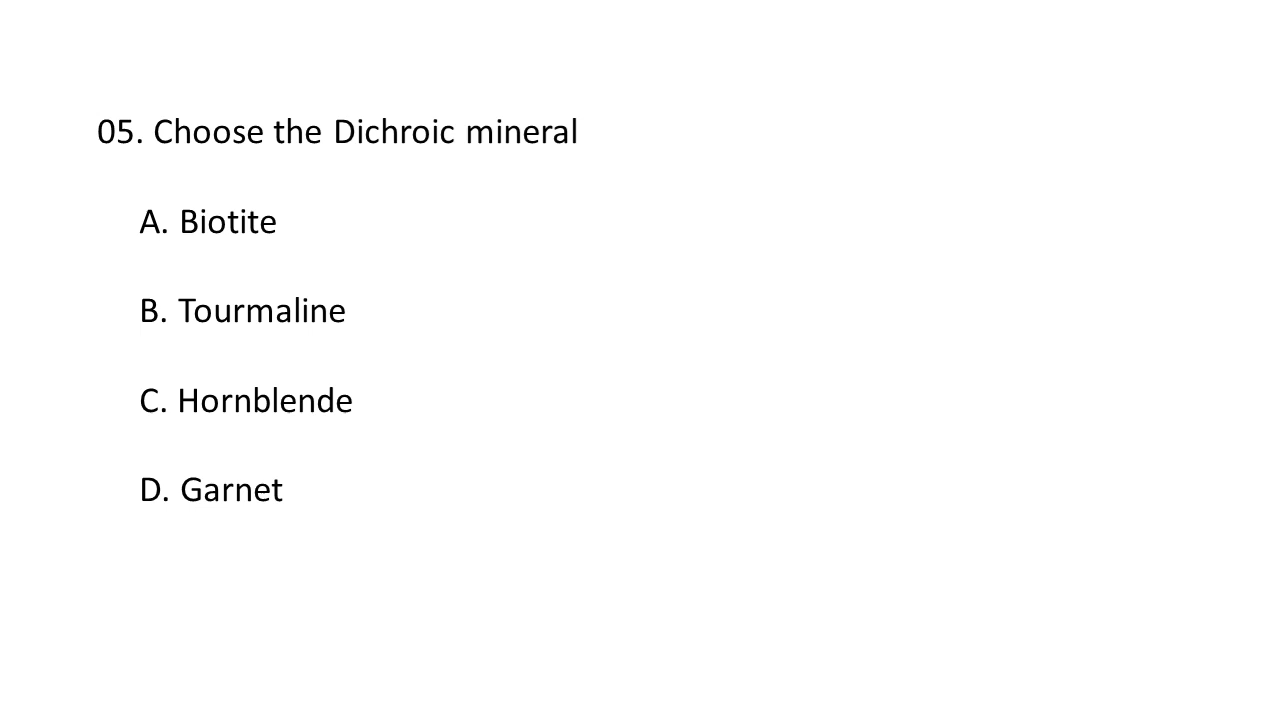 05. Choose the Dichroic mineral
A. Biotite
B. Tourmaline
C. Hornblende
D. Garnet